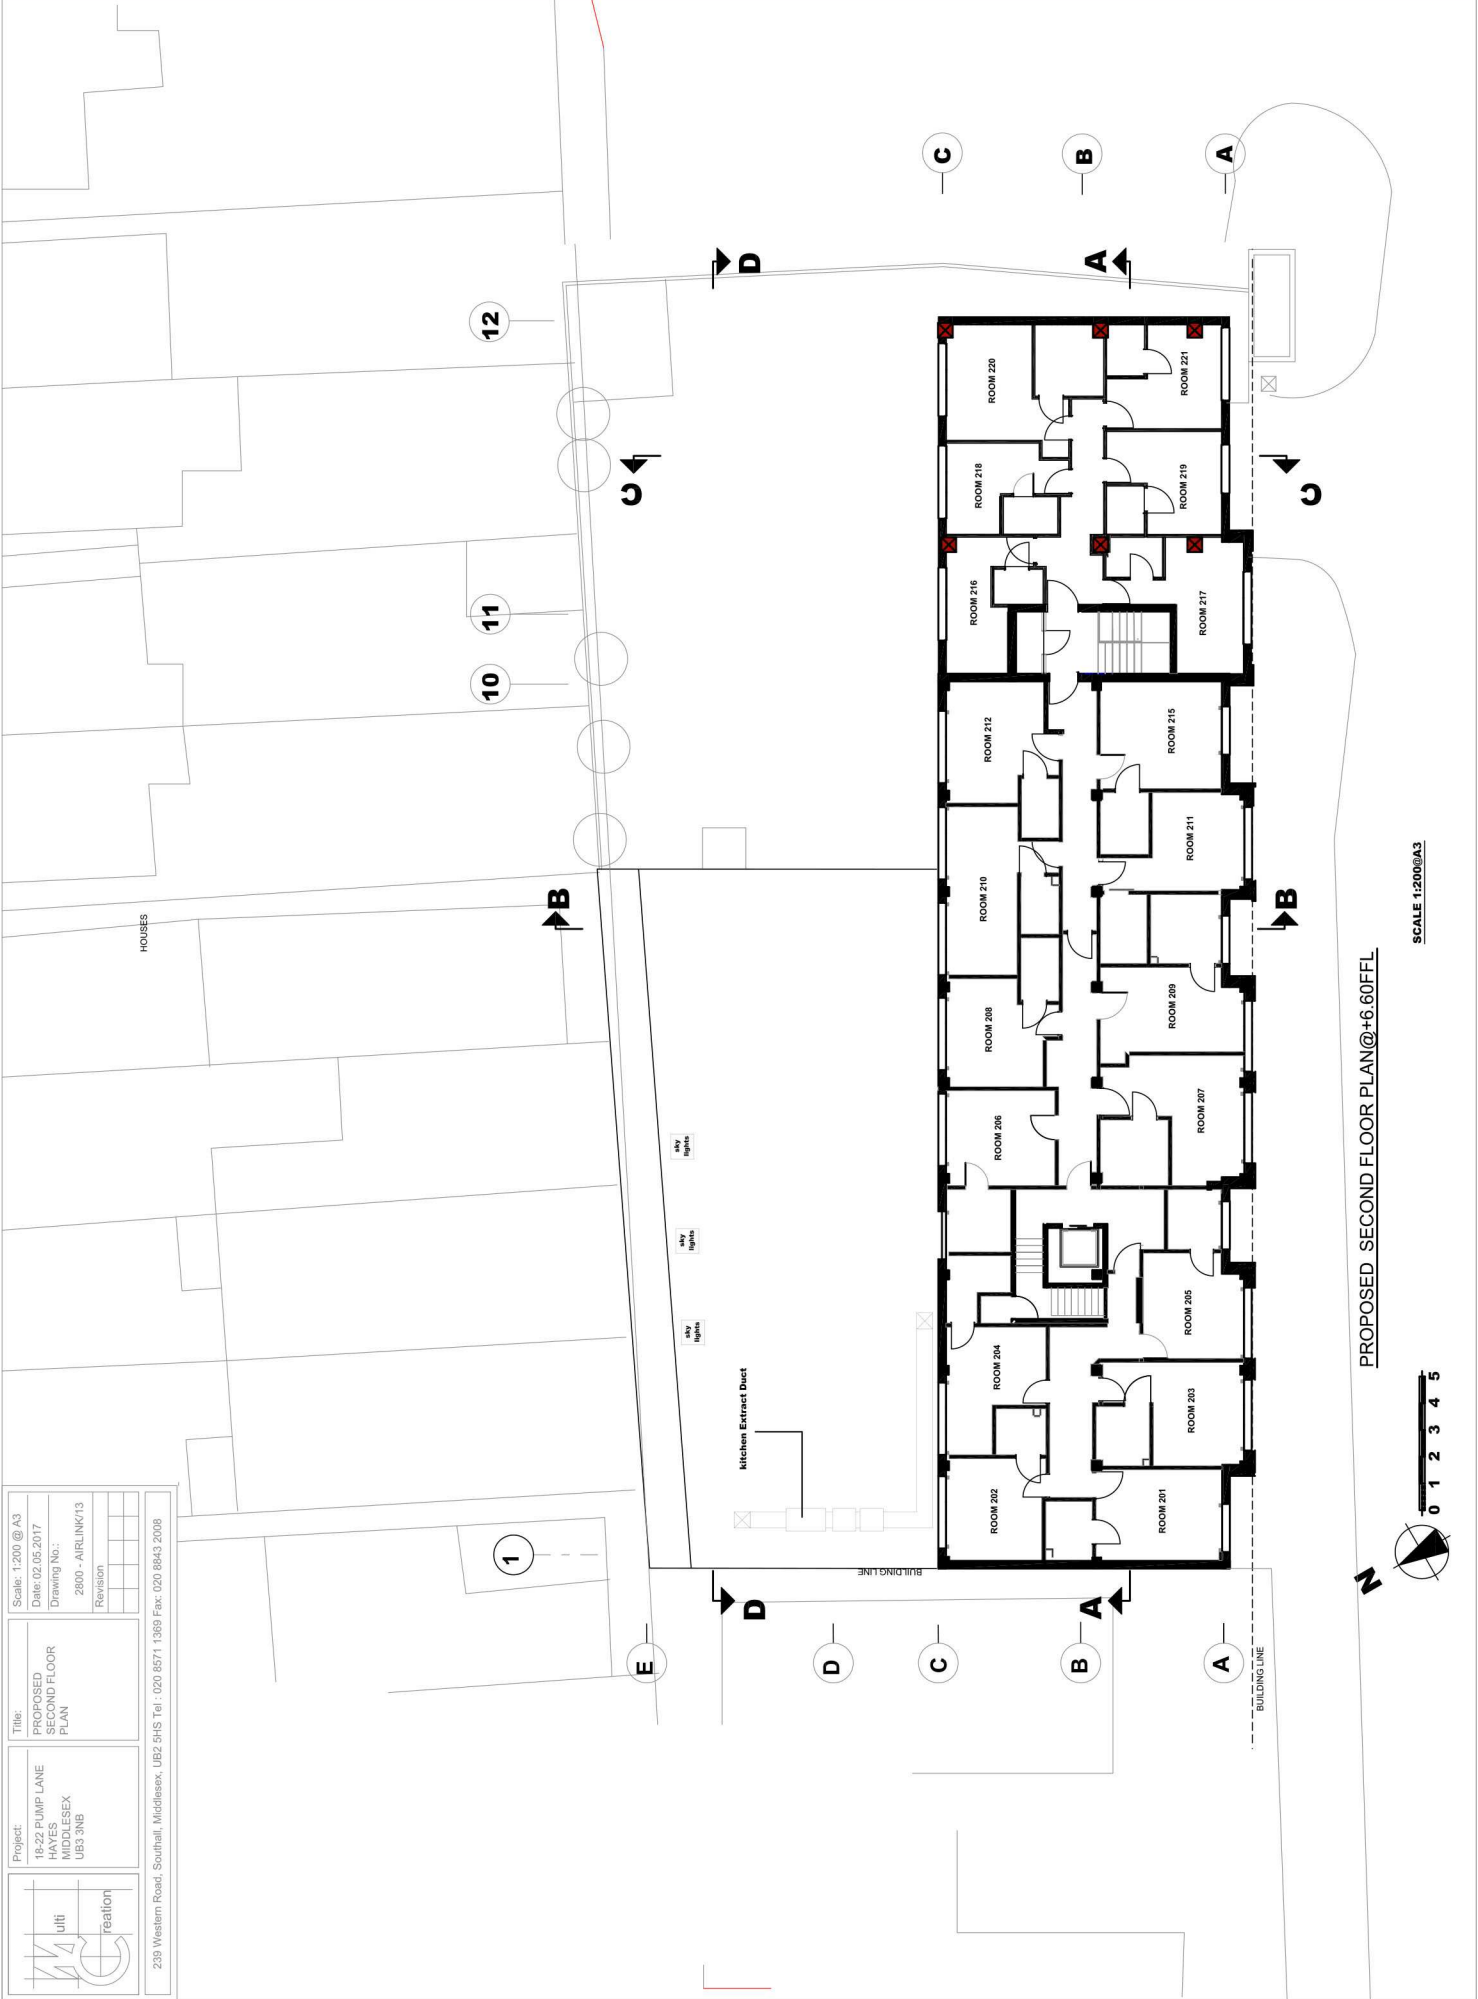 Project:
18-22 PUMP LANE
HAYES
MIDDLESEX
UB3 3NB
Title:
PROPOSED
SECOND FLOOR
PLAN
Scale: 1:200 @ A3
Date: 02.05.2017
Drawing No.:
2800 - AIRLINK/13
Revision
ulti
reation
239 Western Road, Southall, Middlesex, UB2 5HS Tel : 020 8571 1369 Fax: 020 8843 2008
HOUSES
1
10
11
12
E
D
C
B
A
C
B
A
D
D
B
B
C
C
A
A
sky
lights
sky
lights
sky
lights
kitchen Extract Duct
BUILDING LINE
BUILDING LINE
ROOM 202
ROOM 204
ROOM 206
ROOM 208
ROOM 210
ROOM 212
ROOM 216
ROOM 218
ROOM 220
ROOM 201
ROOM 203
ROOM 205
ROOM 207
ROOM 209
ROOM 211
ROOM 215
ROOM 217
ROOM 219
ROOM 221
N
0 1 2 3 4 5
PROPOSED SECOND FLOOR PLAN@+6.60FFL
SCALE 1:200@A3